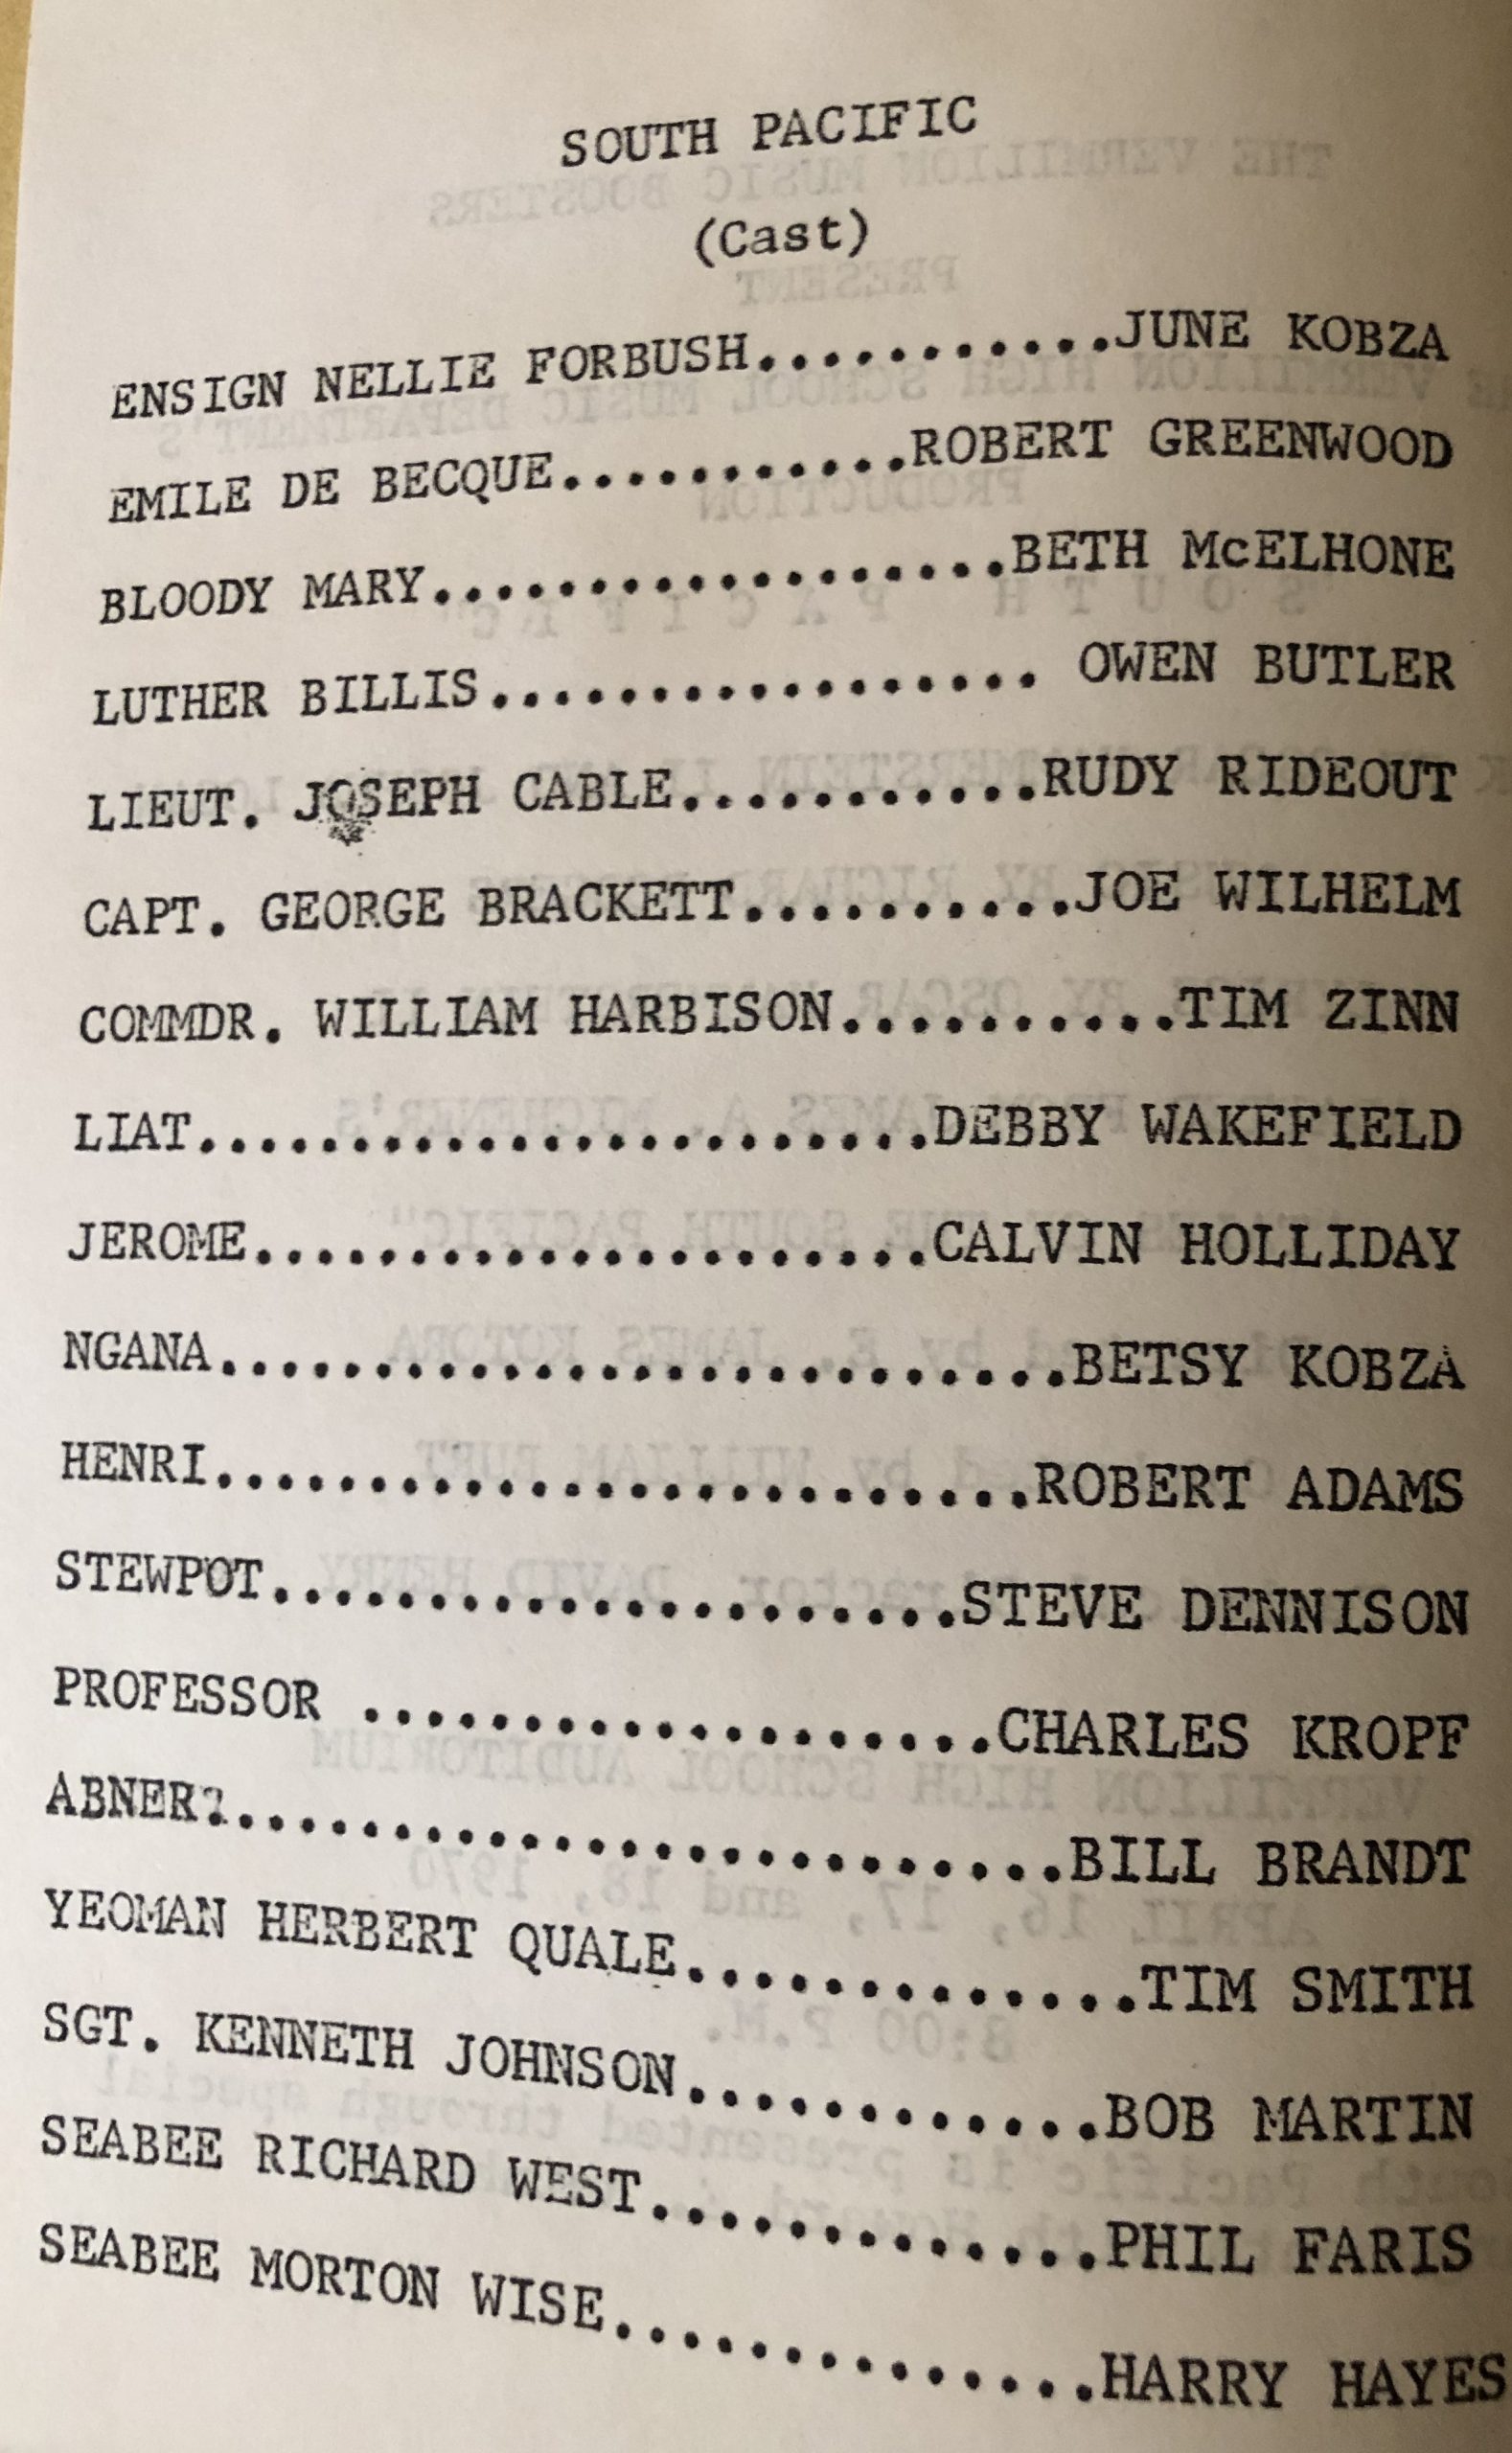 SOUTH PACIFIC
(Cast)
ENSIGN NELLIE FORBUSH...........JUNE KOBZA
EMILE DE BECQUE...........ROBERT GREENWOOD
BLOODY MARY.................BETH McELHONE
LUTHER BILLIS................. OWEN BUTLER
LIEUT. JOSEPH CABLE...........RUDY RIDEOUT
CAPT. GEORGE BRACKETT..........JOE WILHELM
COMMDR. WILLIAM HARBISON..........TIM ZINN
LIAT.......................DEBBY WAKEFIELD
JEROME.....................CALVIN HOLLIDAY
NGANA..........................BETSY KOBZA
HENRI.........................ROBERT ADAMS
STEWPOT.....................STEVE DENNISON
PROFESSOR ...................CHARLES KROPF
ABNER..........................BILL BRANDT
YEOMAN HERBERT QUALE.............TIM SMITH
SGT. KENNETH JOHNSON............BOB MARTIN
SEABEE RICHARD WEST.............PHIL FARIS
SEABEE MORTON WISE..............HARRY HAYES